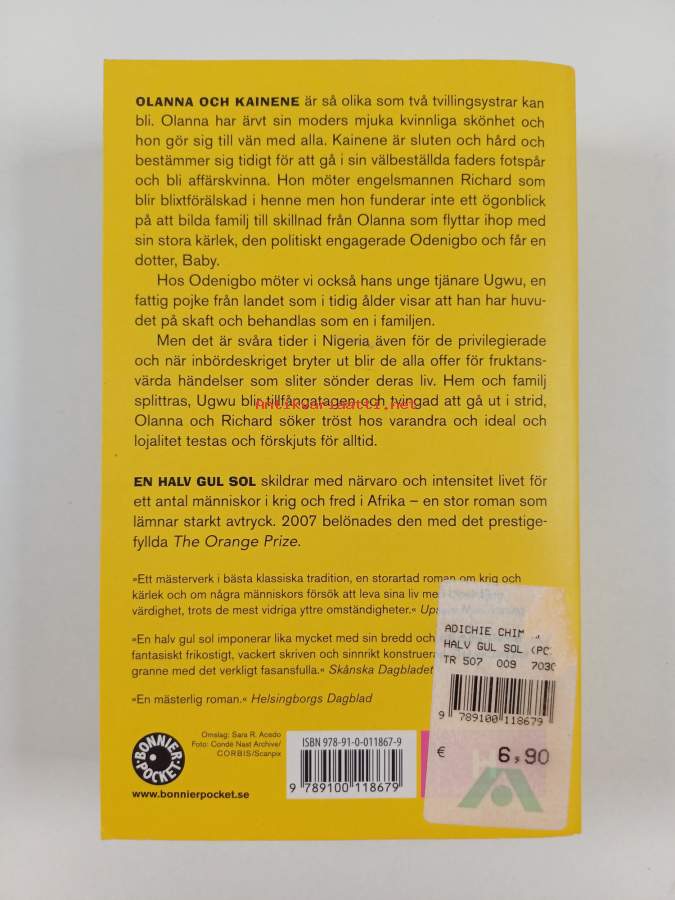 OLANNA OCH KAINENE är så olika som två tvillingsystrar kan
bli. Olanna har ärvt sin moders mjuka kvinnliga skönhet och
hon gör sig till vän med alla. Kainene är sluten och hård och
bestämmer sig tidigt för att gå i sin välbeställda faders fotspår
och bli affärskvinna. Hon möter engelsmannen Richard som
blir blixtförälskad i henne men hon funderar inte ett ögonblick
på att bilda familj till skillnad från Olanna som flyttar ihop med
sin stora kärlek, den politiskt engagerade Odenigbo och får en
dotter, Baby.
Hos Odenigbo möter vi också hans unge tjänare Ugwu, en
fattig pojke från landet som i tidig ålder visar att han har huvu-
det på skaft och behandlas som en i familjen.
Men det är svåra tider i Nigeria även för de privilegierade
och när inbördeskriget bryter ut blir de alla offer för fruktans-
värda händelser som sliter sönder deras liv. Hem och familj
splittras, Ugwu blir tillfångatagen och tvingad att gå ut i strid,
Antikvariaatti.net
Olanna och Richard söker tröst hos varandra och ideal och
lojalitet testas och förskjuts för alltid.
EN HALV GUL SOL skildrar med närvaro och intensitet livet för
ett antal människor i krig och fred i Afrika – en stor roman som
lämnar starkt avtryck. 2007 belönades den med det prestige-
fyllda The Orange Prize.
»Ett mästerverk i bästa klassiska tradition, en storartad roman om krig och
kärlek och om några människors försök att leva sina liv med
värdighet, trots de mest vidriga yttre omständigheter.«
»En halv gul sol imponerar lika mycket med sin bredd och
fantasiskt frikostigt, vackert skriven och sinnrikt konstruera
granne med det verkligt fasansfulla.« Skånska Dagbladet
»En mästerlig roman.« Helsingborgs Dagblad
ADICHIE CHIM
HALV GUL SOL (PC
TR 507 009 7030
9 789100 118679
€ 6,90
BONNIER POCKET
www.bonnierpocket.se
Omslag: Sara R. Acedo
Foto: Condé Nast Archive/
CORBIS/Scanpix
ISBN 978-91-0-011867-9
9 789100 118679